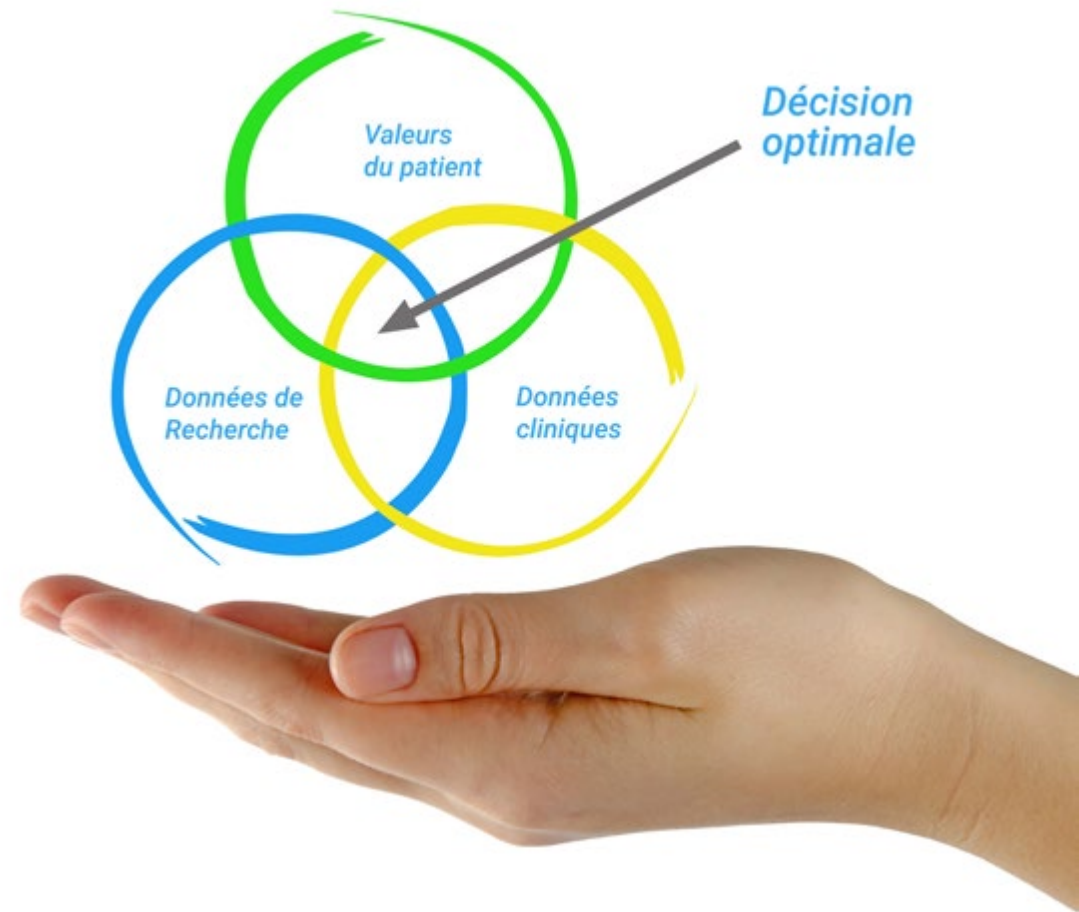 Décision
optimale
Valeurs
du patient
Données de
Recherche
Données
cliniques